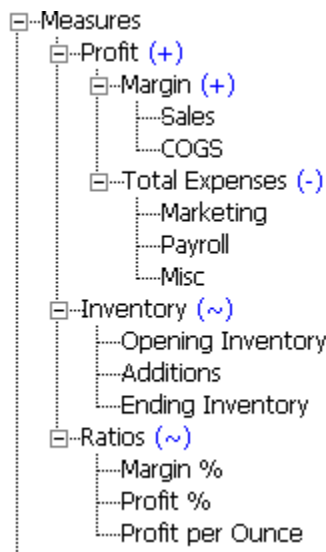 Measures
Profit (+)
Margin (+)
Sales
COGS
Total Expenses (-)
Marketing
Payroll
Misc
Inventory (~)
Opening Inventory
Additions
Ending Inventory
Ratios (~)
Margin %
Profit %
Profit per Ounce